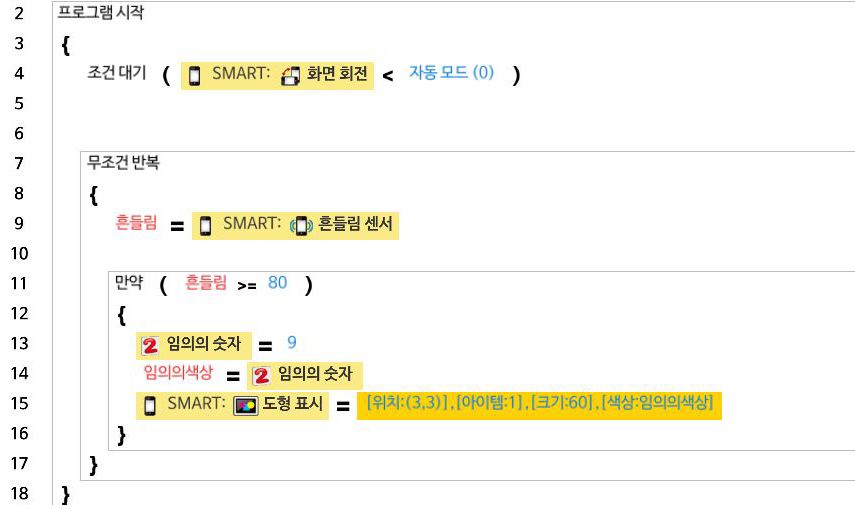 2 프로그램 시작
3 {
4 조건 대기 ( SMART: 화면 회전 < 자동 모드 (0) )
5
6
7 무조건 반복
8 {
9 흔들림 = SMART: 흔들림 센서
10
11 만약 ( 흔들림 >= 80 )
12 {
13 2 임의의 숫자 = 9
14 임의의색상 = 2 임의의 숫자
15 SMART: 도형 표시 = [위치:(3,3)],[아이템:1],[크기:60],[색상:임의의색상]
16 }
17 }
18 }